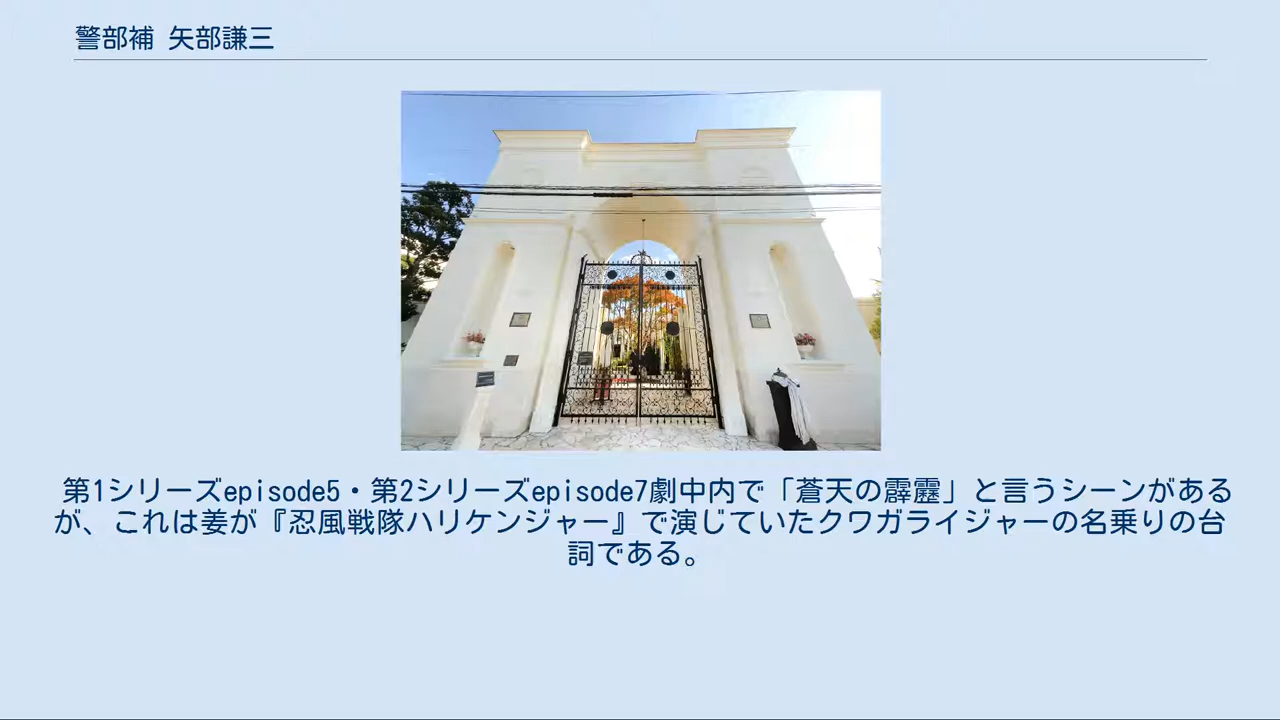 警部補 矢部謙三
第1シリーズepisode5・第2シリーズepisode7劇中内で「蒼天の霹靂」と言うシーンがある
が、これは姜が『忍風戦隊ハリケンジャー』で演じていたクワガライジャーの名乗りの台
詞である。